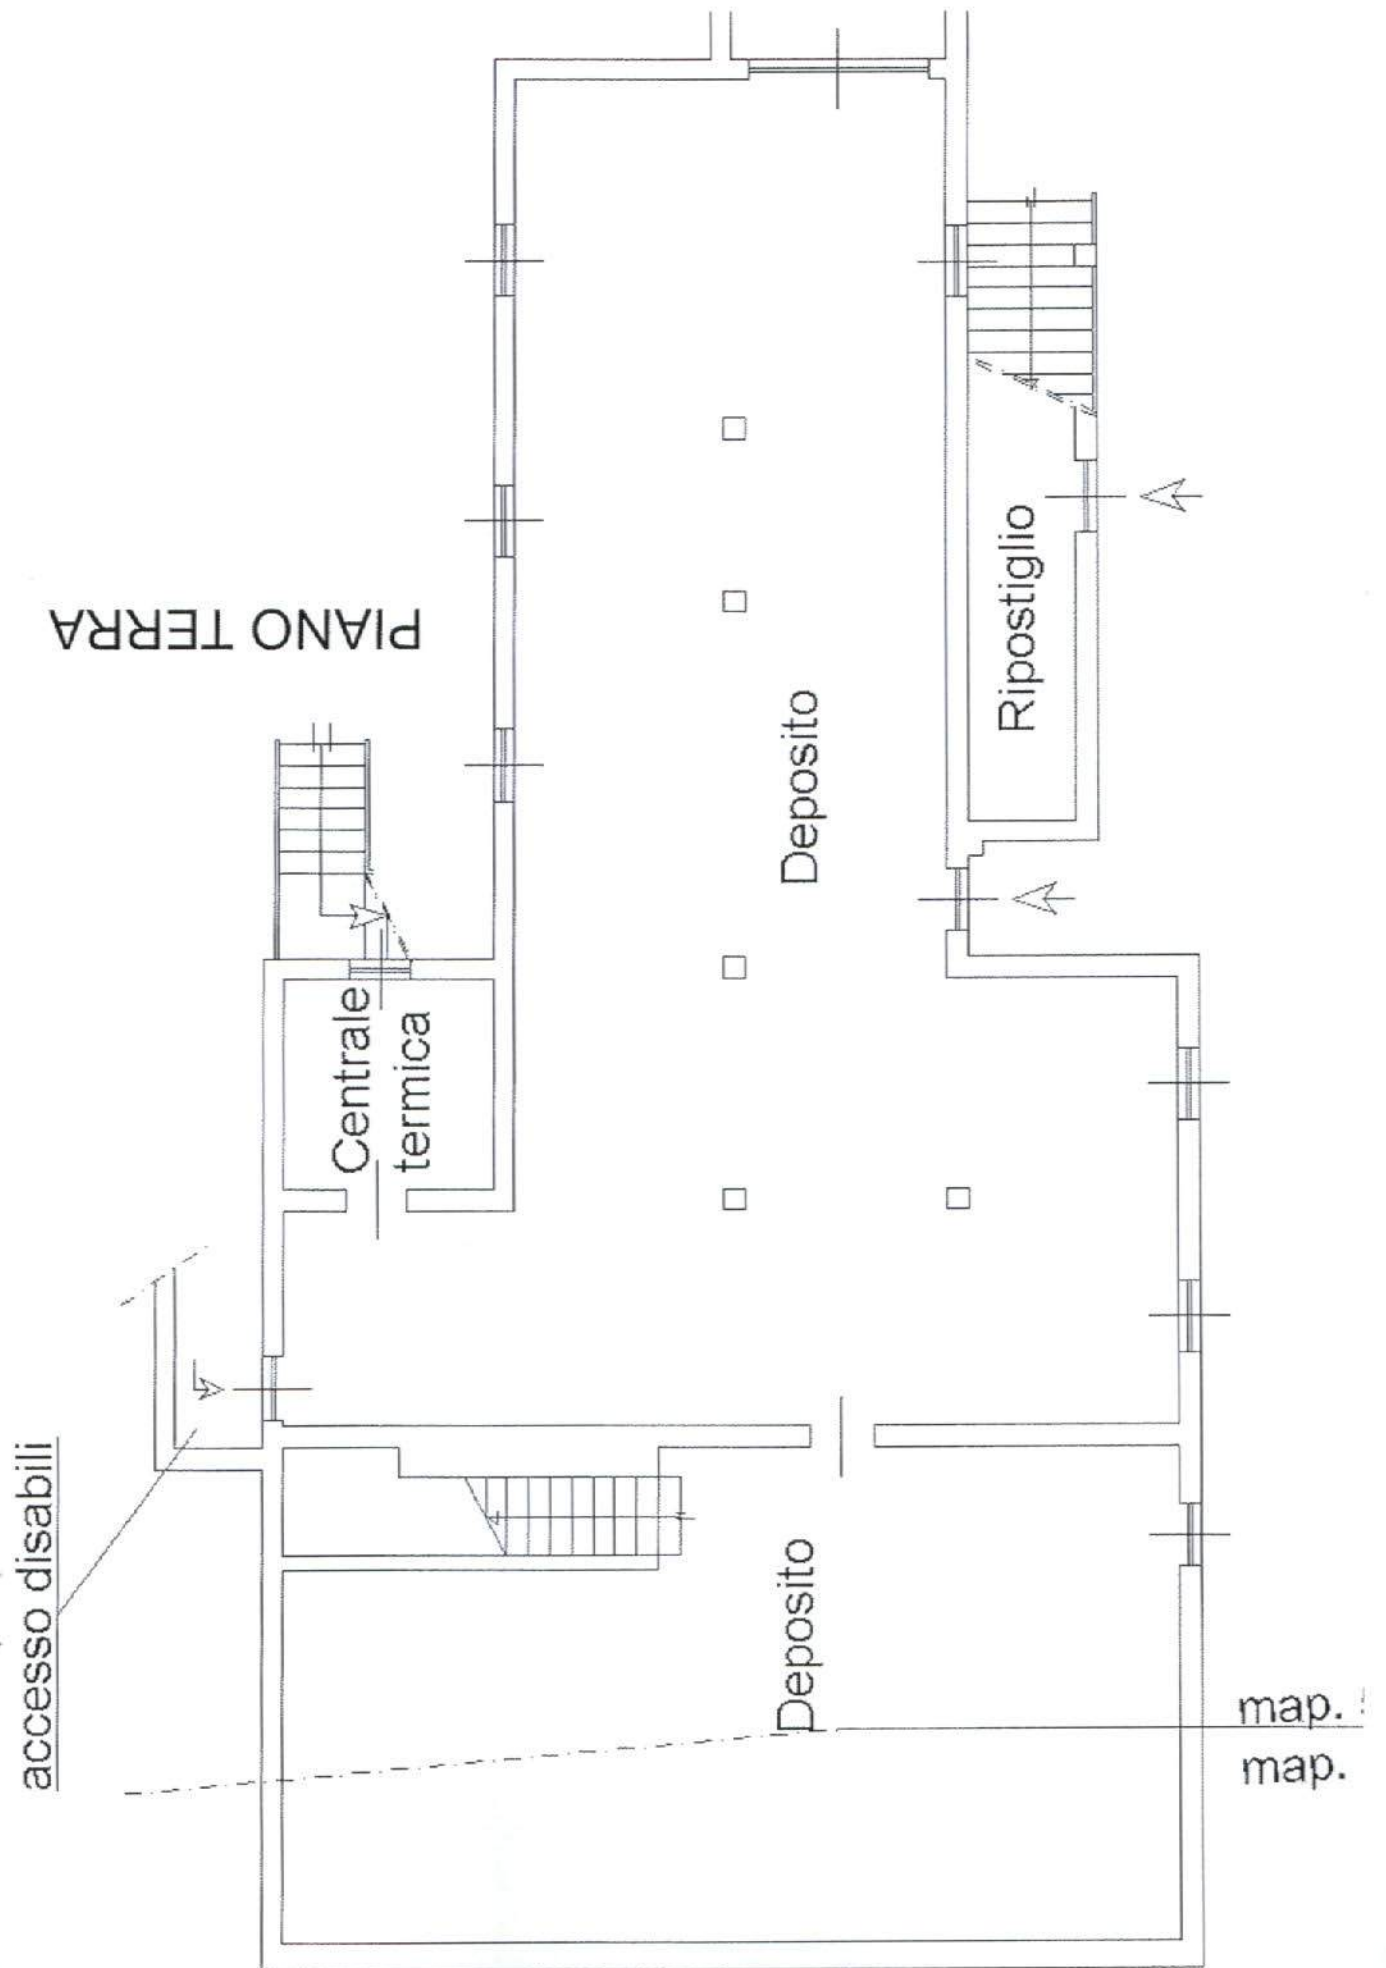 PIANO TERRA
accesso disabili
Centrale
termica
Deposito
Ripostiglio
Deposito
map.
map.